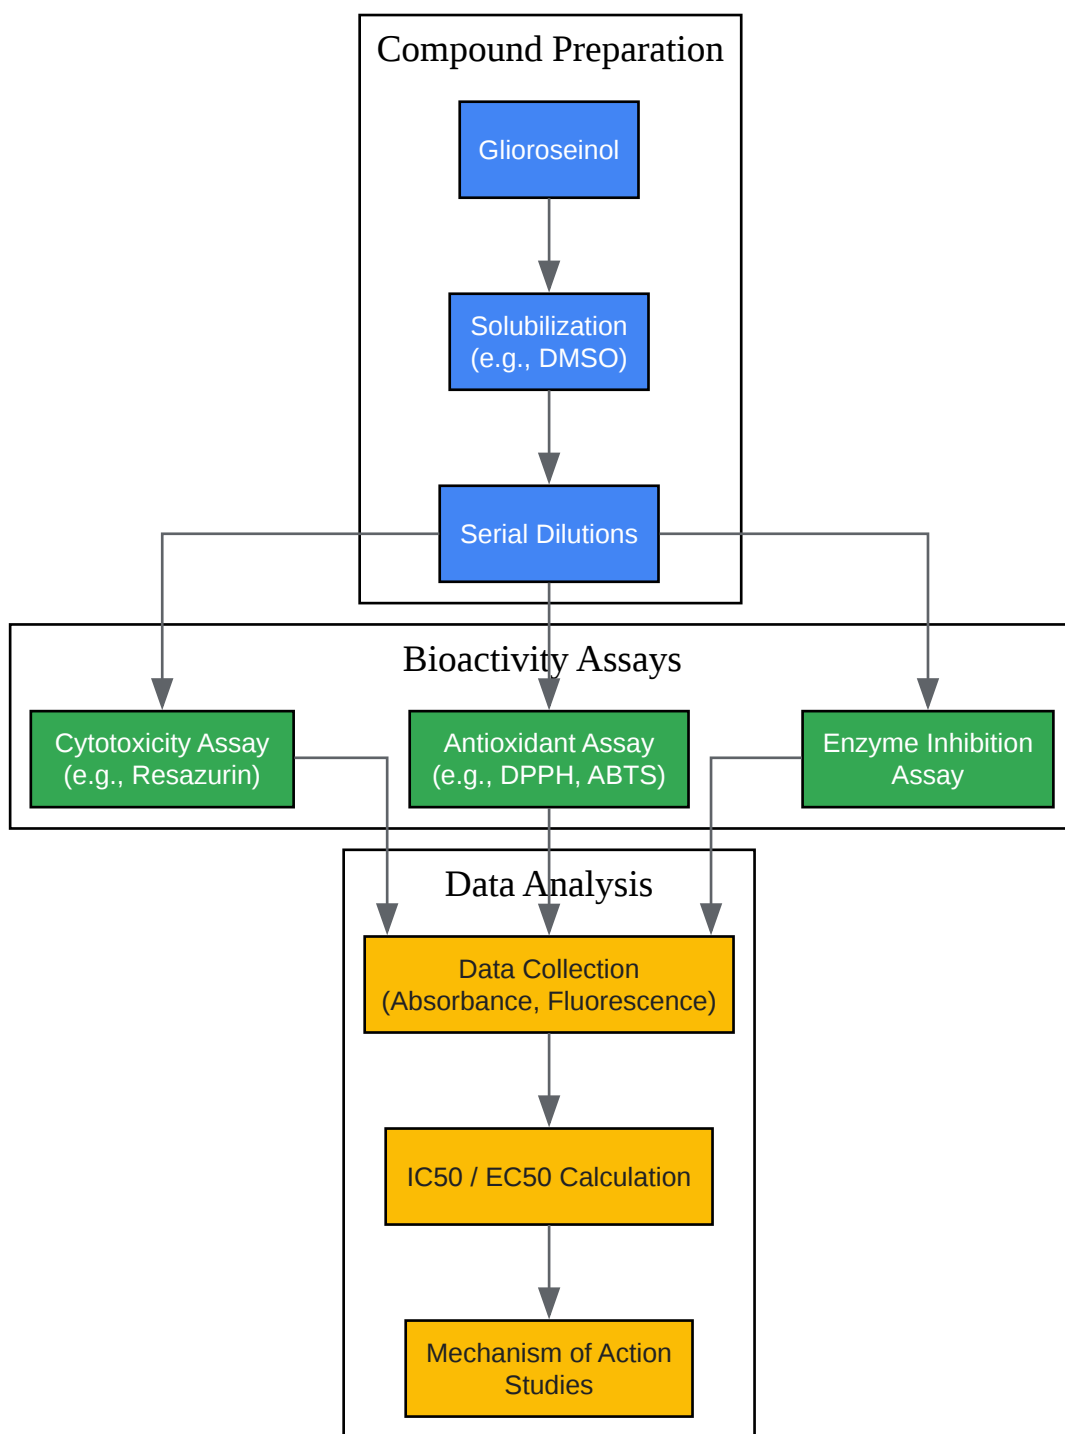 Compound Preparation
Glioroseinol
Solubilization
(e.g., DMSO)
Serial Dilutions
Bioactivity Assays
Cytotoxicity Assay
(e.g., Resazurin)
Antioxidant Assay
(e.g., DPPH, ABTS)
Enzyme Inhibition
Assay
Data Analysis
Data Collection
(Absorbance, Fluorescence)
IC50 / EC50 Calculation
Mechanism of Action
Studies